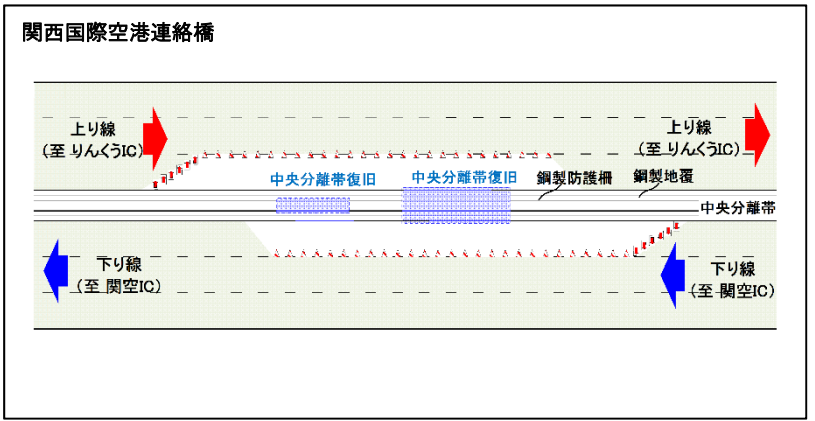 関西国際空港連絡橋
上り線
(至 りんくうIC)
上り線
(至 りんくうIC)
中央分離帯復旧
中央分離帯復旧
鋼製防護柵
鋼製地覆
中央分離帯
下り線
(至 関空IC)
下り線
(至 関空IC)